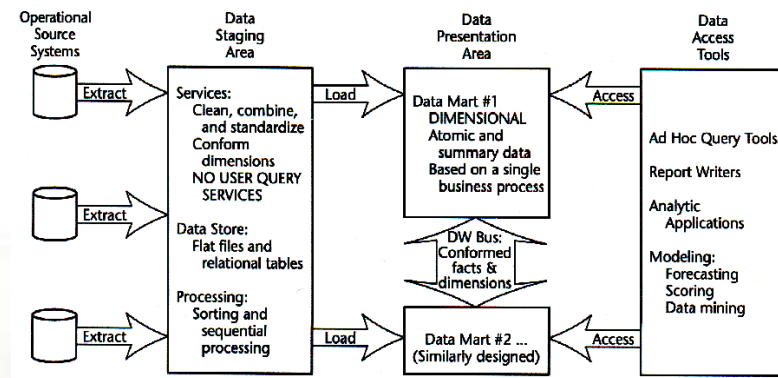 Operational
Source
Systems
Extract
Extract
Extract
Data
Staging
Area
Services:
Clean, combine,
and standardize
Conform
dimensions
NO USER QUERY
SERVICES
Data Store:
Flat files and
relational tables
Processing:
Sorting and
sequential
processing
Load
Load
Data
Presentation
Area
Data Mart #1
DIMENSIONAL
Atomic and
summary data
Based on a single
business process
DW Bus:
Conformed
facts &
dimensions
Data Mart #2 ...
(Similarly designed)
Access
Access
Data
Access
Tools
Ad Hoc Query Tools
Report Writers
Analytic
Applications
Modeling:
Forecasting
Scoring
Data mining